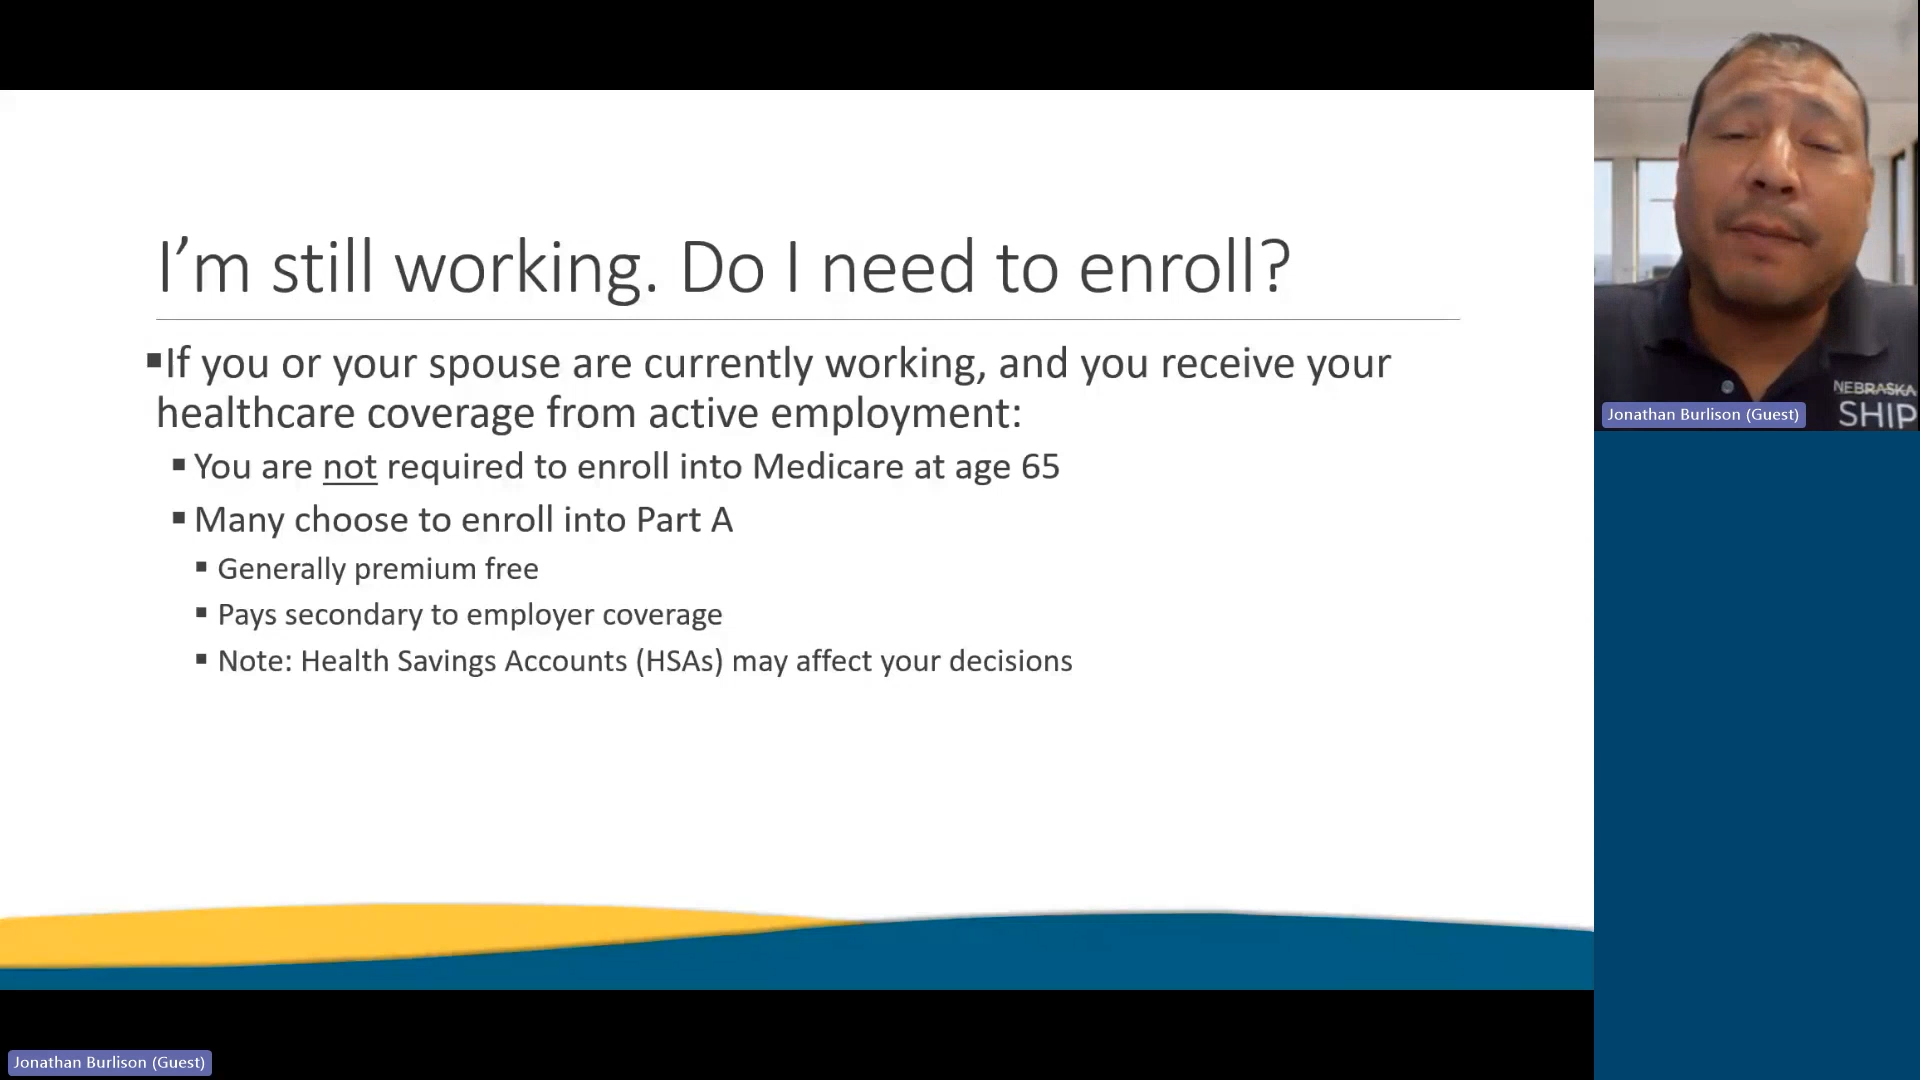 I’m still working. Do I need to enroll?
▪If you or your spouse are currently working, and you receive your
healthcare coverage from active employment:
▪ You are not required to enroll into Medicare at age 65
▪ Many choose to enroll into Part A
▪ Generally premium free
▪ Pays secondary to employer coverage
▪ Note: Health Savings Accounts (HSAs) may affect your decisions
NEBRASKA
SHIP
Jonathan Burlison (Guest)
Jonathan Burlison (Guest)